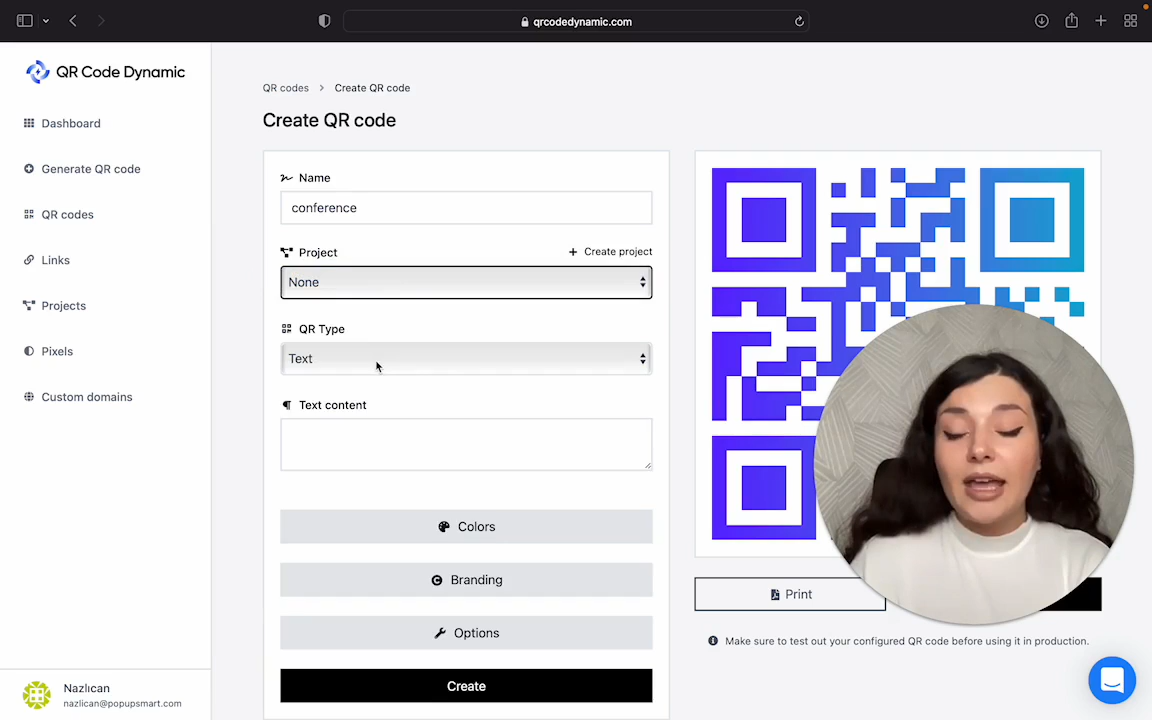 qrcodedynamic.com
QR Code Dynamic
Dashboard
Generate QR code
QR codes
Links
Projects
Pixels
Custom domains
Nazlıcan
nazlican@popupsmart.com
QR codes > Create QR code
Create QR code
Name
conference
Project
+ Create project
None
QR Type
Text
Text content
Colors
Branding
Options
Create
Print
Make sure to test out your configured QR code before using it in production.